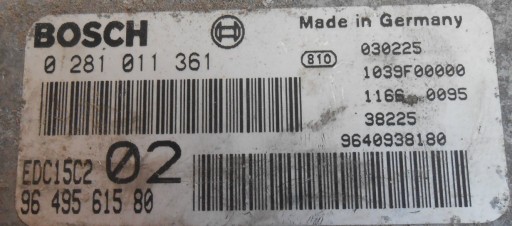 BOSCH
Made in Germany
0 281 011 361
810
030225
1039F00000
1166 0095
38225
9640938180
EDC15C2 02
96 495 615 80